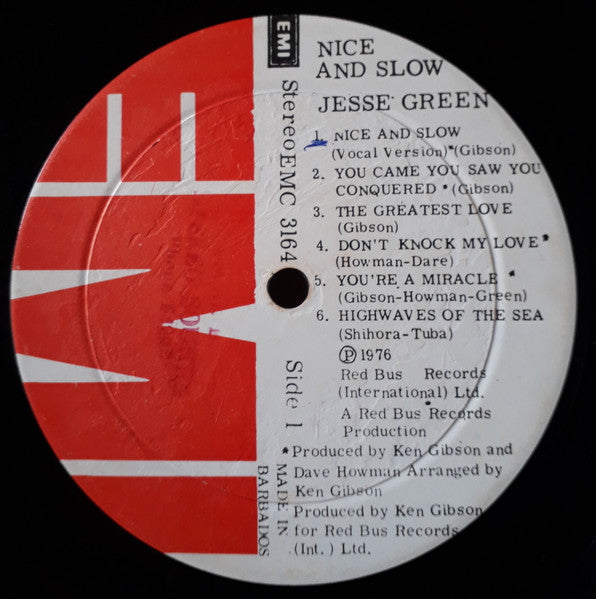 EMI
NICE
AND SLOW
JESSE GREEN
1. NICE AND SLOW
(Vocal Version)*(Gibson)
2. YOU CAME YOU SAW YOU
CONQUERED * (Gibson)
3. THE GREATEST LOVE
(Gibson)
4. DON'T KNOCK MY LOVE*
(Howman-Dare)
5. YOU'RE A MIRACLE *
(Gibson-Howman-Green)
6. HIGHWAVES OF THE SEA
(Shihora-Tuba)
Ⓟ 1976
Red Bus Records
(International) Ltd.
A Red Bus Records
Production
*Produced by Ken Gibson and
Dave Howman Arranged by
Ken Gibson
Produced by Ken Gibson
for Red Bus Records
(Int.) Ltd.
Stereo EMC 3164
Side 1
MADE IN
BARBADOS
EMI